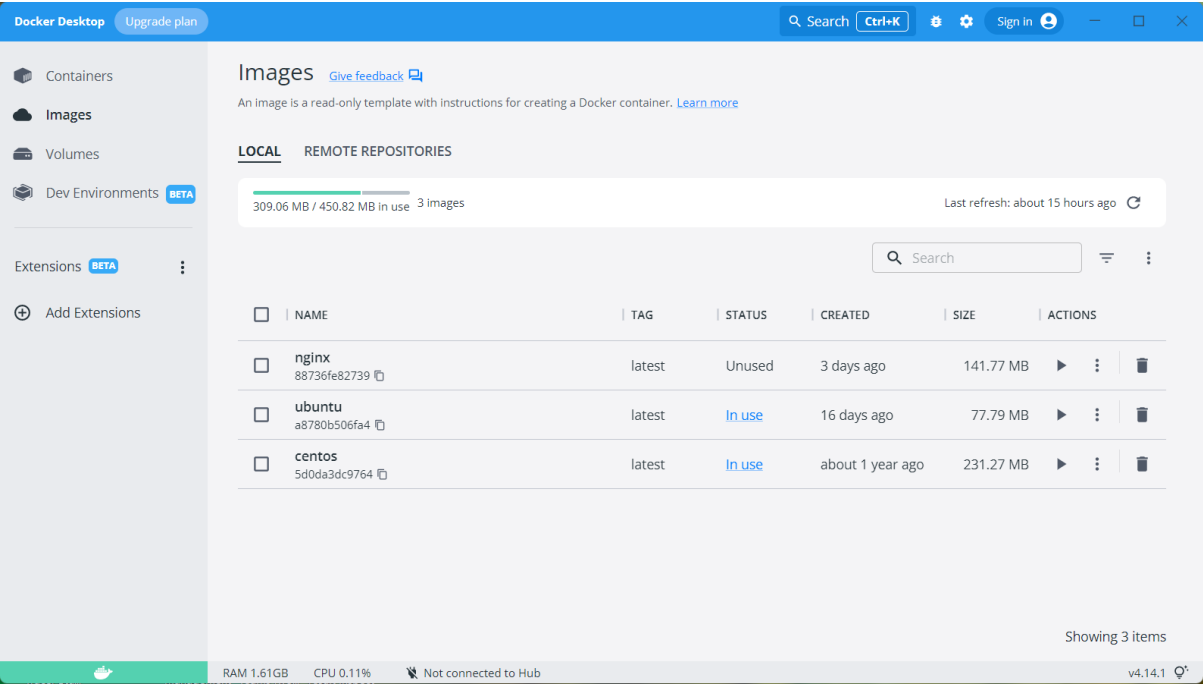 Docker Desktop Upgrade plan Search Ctrl+K Sign in
Containers
Images
Volumes
Dev Environments BETA
Extensions BETA
Add Extensions
Images Give feedback
An image is a read-only template with instructions for creating a Docker container. Learn more
LOCAL REMOTE REPOSITORIES
309.06 MB / 450.82 MB in use 3 images Last refresh: about 15 hours ago
Search
NAME TAG STATUS CREATED SIZE ACTIONS
nginx
88736fe82739
latest Unused 3 days ago 141.77 MB
ubuntu
a8780b506fa4
latest In use 16 days ago 77.79 MB
centos
5d0da3dc9764
latest In use about 1 year ago 231.27 MB
Showing 3 items
RAM 1.61GB CPU 0.11% Not connected to Hub v4.14.1